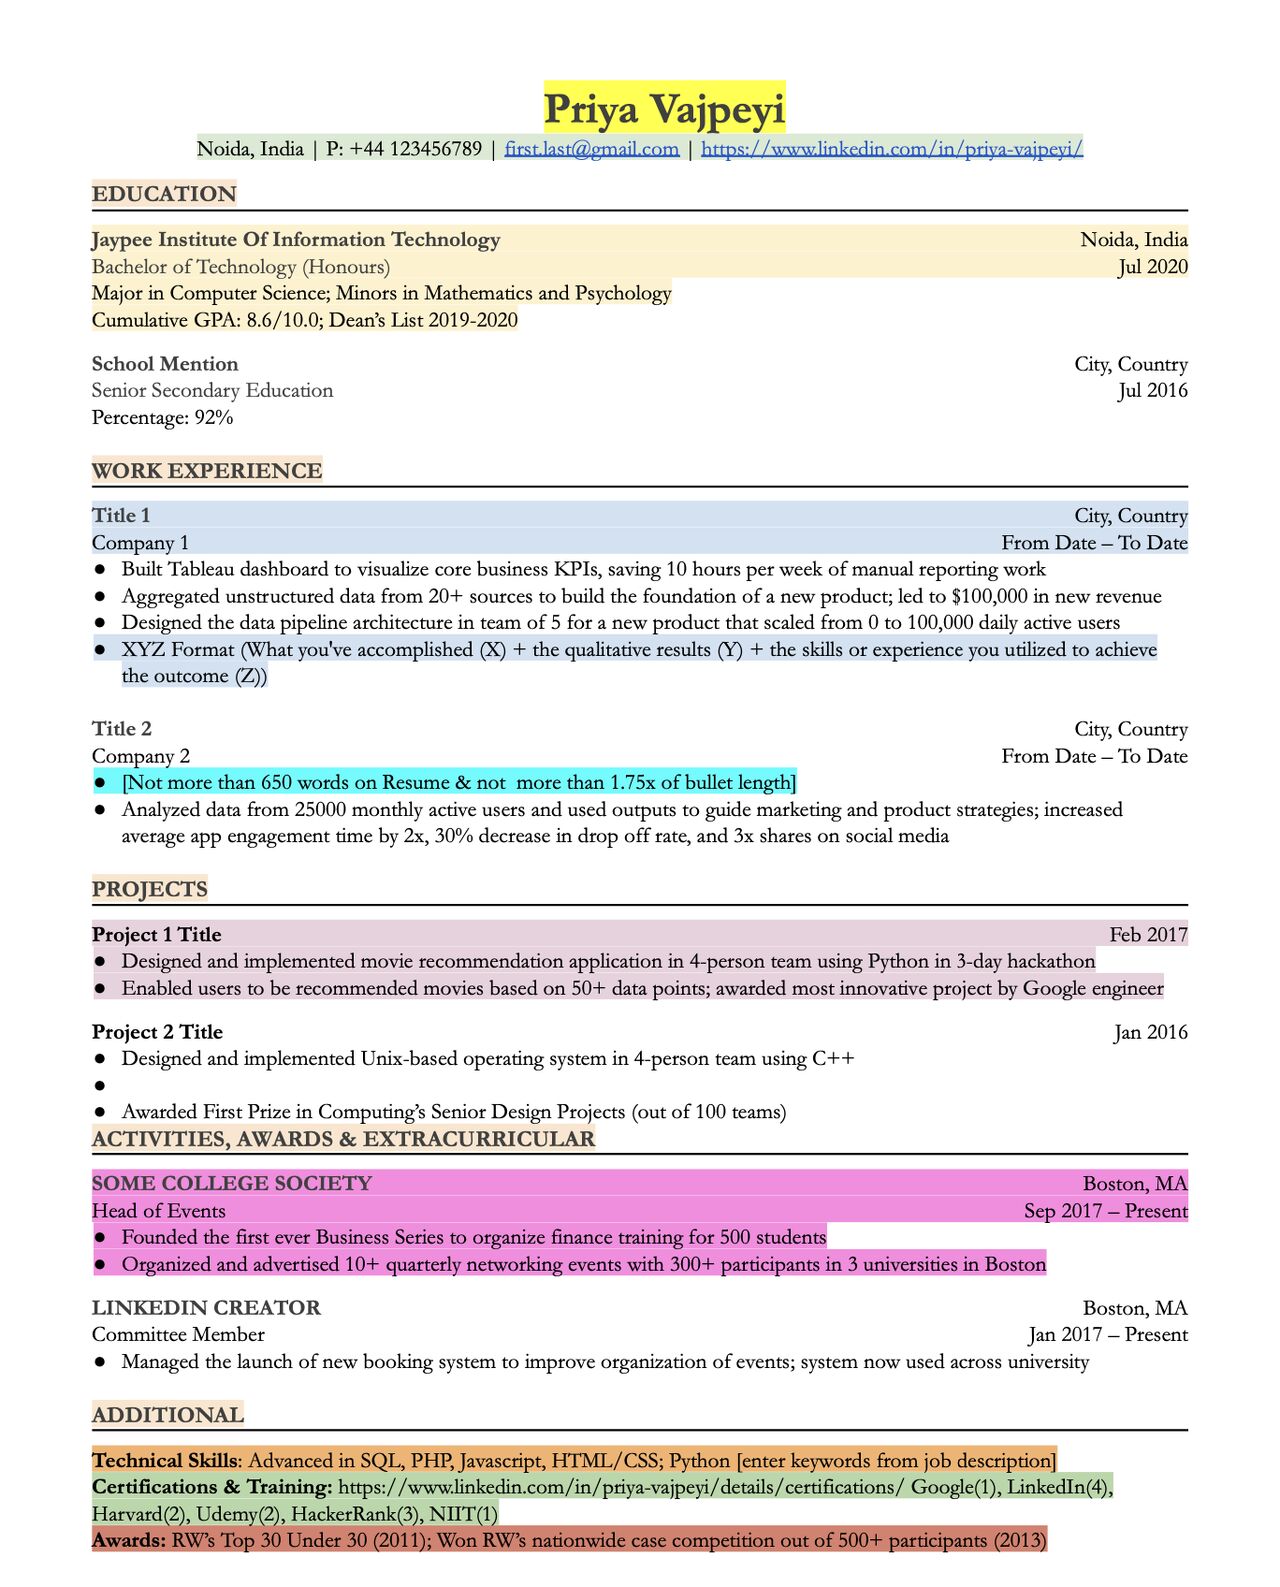 Priya Vajpeyi
Noida, India | P: +44 123456789 | first.last@gmail.com | https://www.linkedin.com/in/priya-vajpeyi/
EDUCATION
Jaypee Institute Of Information Technology Noida, India
Bachelor of Technology (Honours) Jul 2020
Major in Computer Science; Minors in Mathematics and Psychology
Cumulative GPA: 8.6/10.0; Dean’s List 2019-2020
School Mention City, Country
Senior Secondary Education Jul 2016
Percentage: 92%
WORK EXPERIENCE
Title 1 City, Country
Company 1 From Date – To Date
● Built Tableau dashboard to visualize core business KPIs, saving 10 hours per week of manual reporting work
● Aggregated unstructured data from 20+ sources to build the foundation of a new product; led to $100,000 in new revenue
● Designed the data pipeline architecture in team of 5 for a new product that scaled from 0 to 100,000 daily active users
● XYZ Format (What you've accomplished (X) + the qualitative results (Y) + the skills or experience you utilized to achieve
the outcome (Z))
Title 2 City, Country
Company 2 From Date – To Date
● [Not more than 650 words on Resume & not  more than 1.75x of bullet length]
● Analyzed data from 25000 monthly active users and used outputs to guide marketing and product strategies; increased
average app engagement time by 2x, 30% decrease in drop off rate, and 3x shares on social media
PROJECTS
Project 1 Title Feb 2017
● Designed and implemented movie recommendation application in 4-person team using Python in 3-day hackathon
● Enabled users to be recommended movies based on 50+ data points; awarded most innovative project by Google engineer
Project 2 Title Jan 2016
● Designed and implemented Unix-based operating system in 4-person team using C++
●
● Awarded First Prize in Computing’s Senior Design Projects (out of 100 teams)
ACTIVITIES, AWARDS & EXTRACURRICULAR
SOME COLLEGE SOCIETY Boston, MA
Head of Events Sep 2017 – Present
● Founded the first ever Business Series to organize finance training for 500 students
● Organized and advertised 10+ quarterly networking events with 300+ participants in 3 universities in Boston
LINKEDIN CREATOR Boston, MA
Committee Member Jan 2017 – Present
● Managed the launch of new booking system to improve organization of events; system now used across university
ADDITIONAL
Technical Skills: Advanced in SQL, PHP, Javascript, HTML/CSS; Python [enter keywords from job description]
Certifications & Training: https://www.linkedin.com/in/priya-vajpeyi/details/certifications/ Google(1), LinkedIn(4),
Harvard(2), Udemy(2), HackerRank(3), NIIT(1)
Awards: RW’s Top 30 Under 30 (2011); Won RW’s nationwide case competition out of 500+ participants (2013)